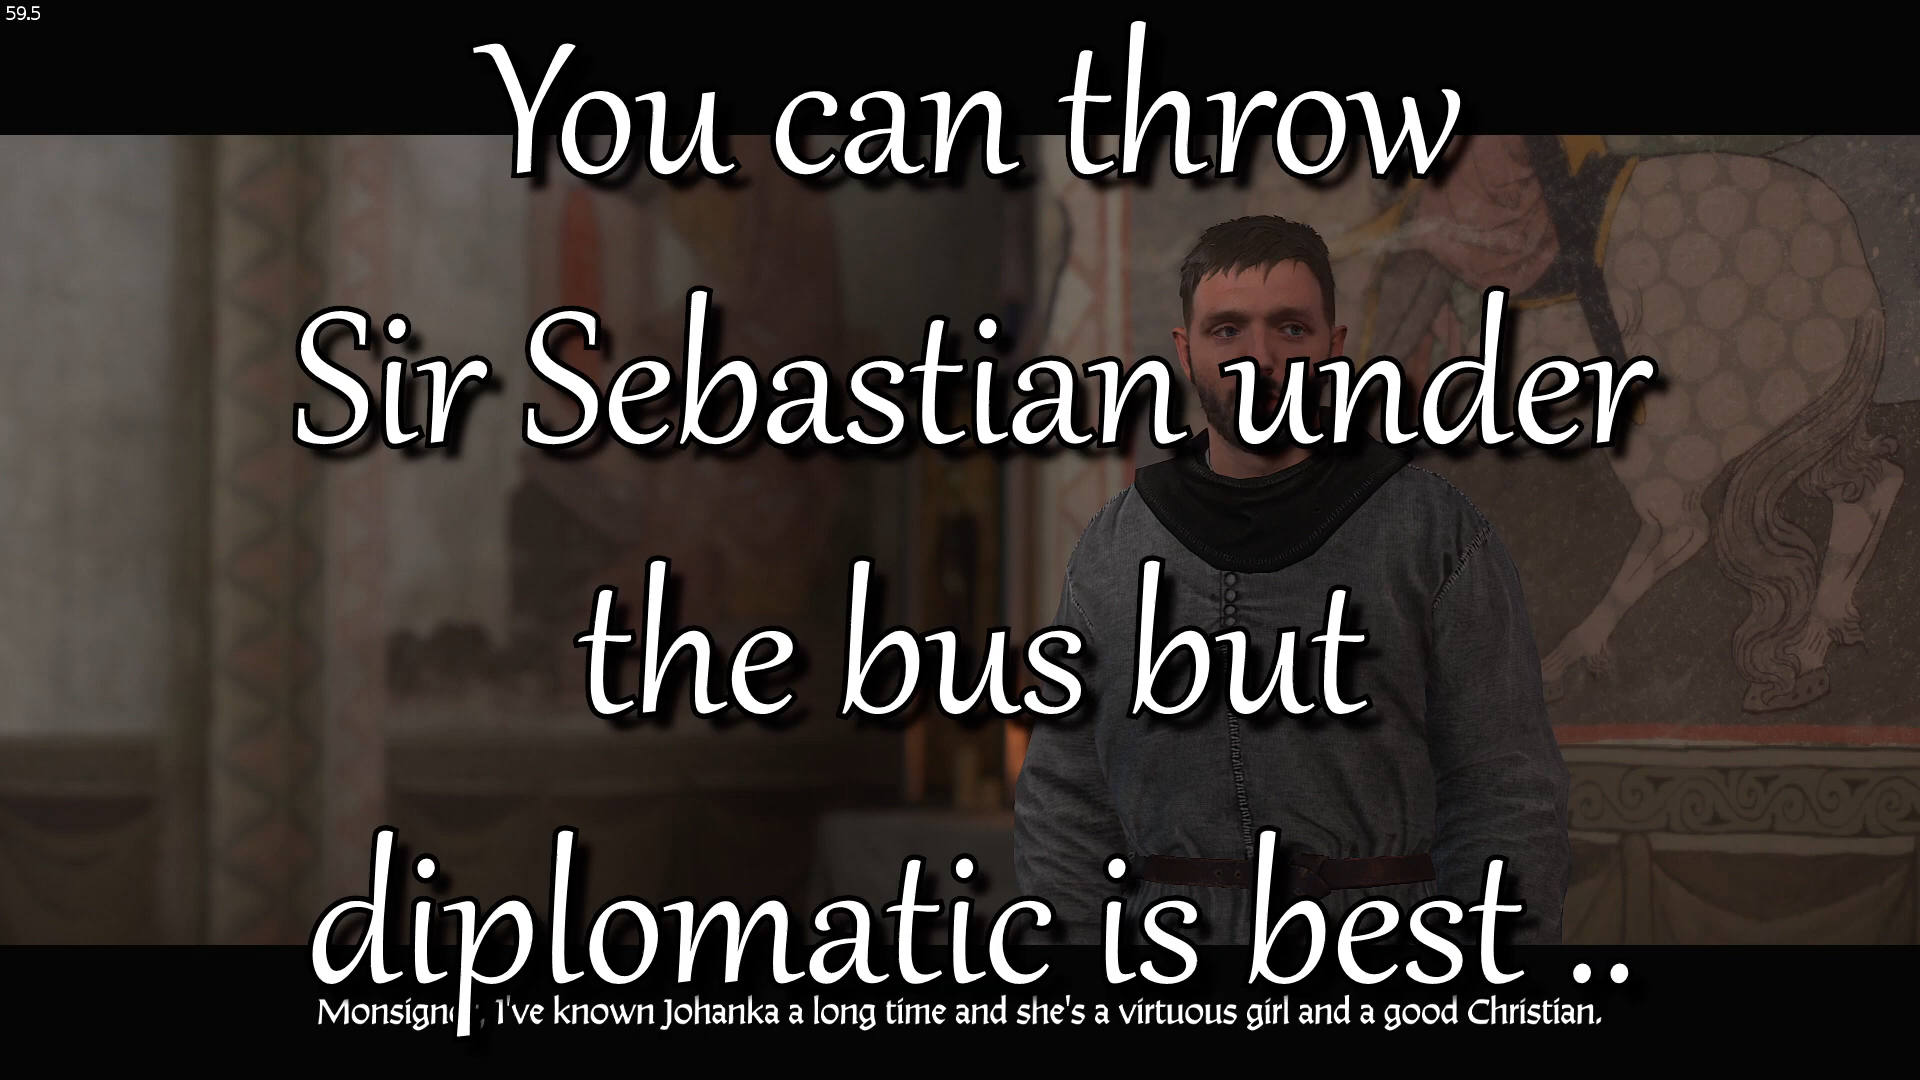 59.5
You can throw
Sir Sebastian under
the bus but
diplomatic is best ..
I've known Johanka a long time and she's a virtuous girl and a good Christian.